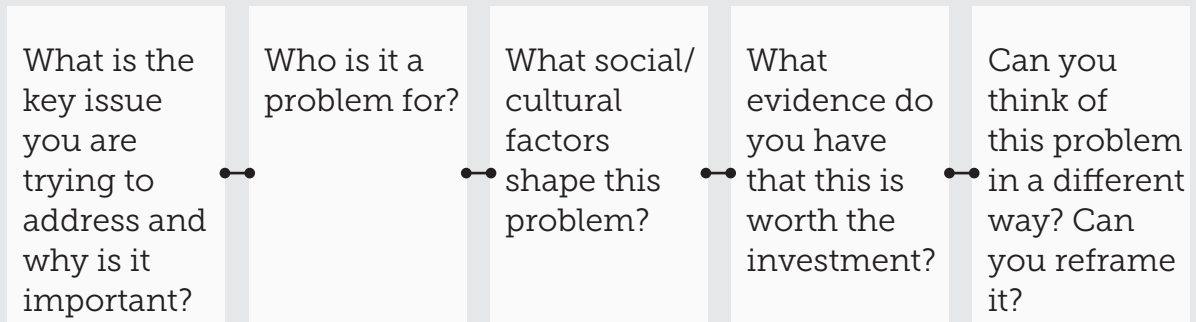 What is the
key issue
you are
trying to
address and
why is it
important?
Who is it a
problem for?
What social/
cultural
factors
shape this
problem?
What
evidence do
you have
that this is
worth the
investment?
Can you
think of
this problem
in a different
way? Can
you reframe
it?